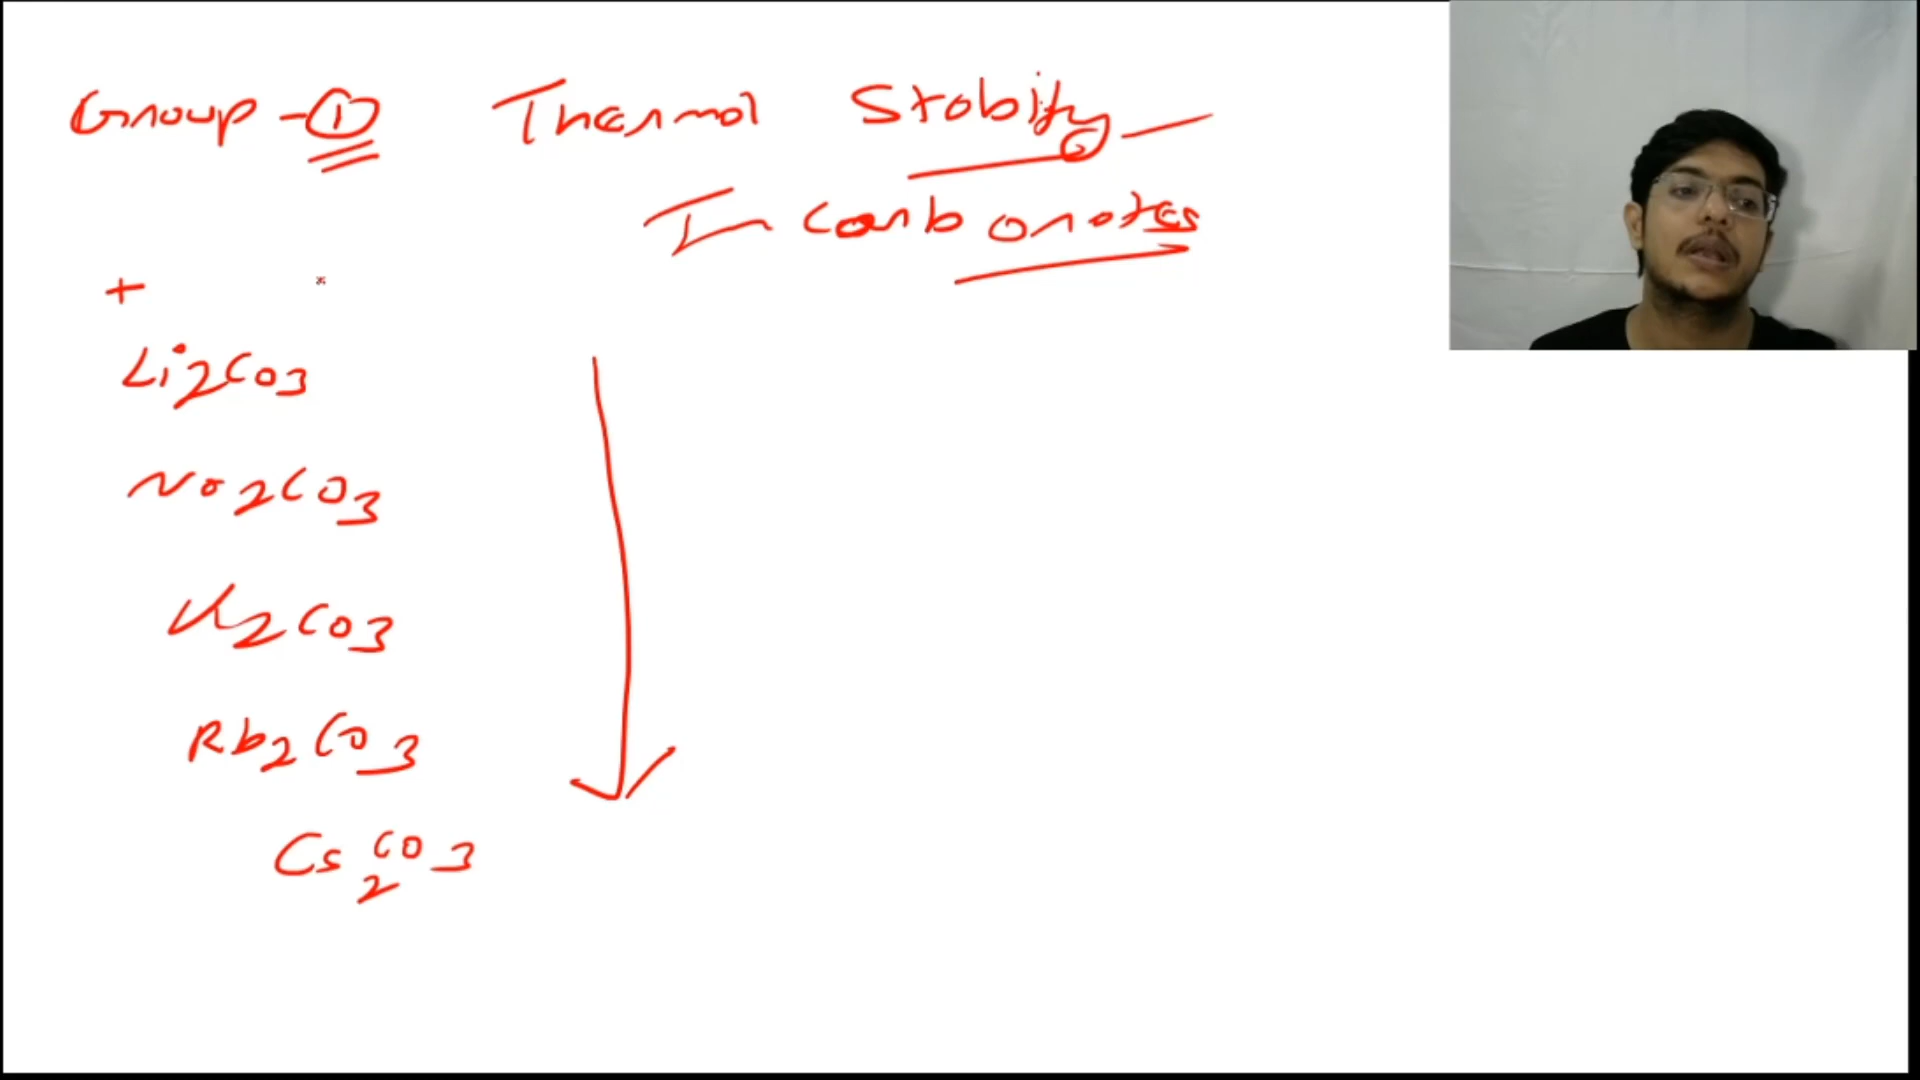 Group - 1 Thermal Stability -
In carbonates
+
Li2CO3
Na2CO3
K2CO3
Rb2CO3
Cs2CO3